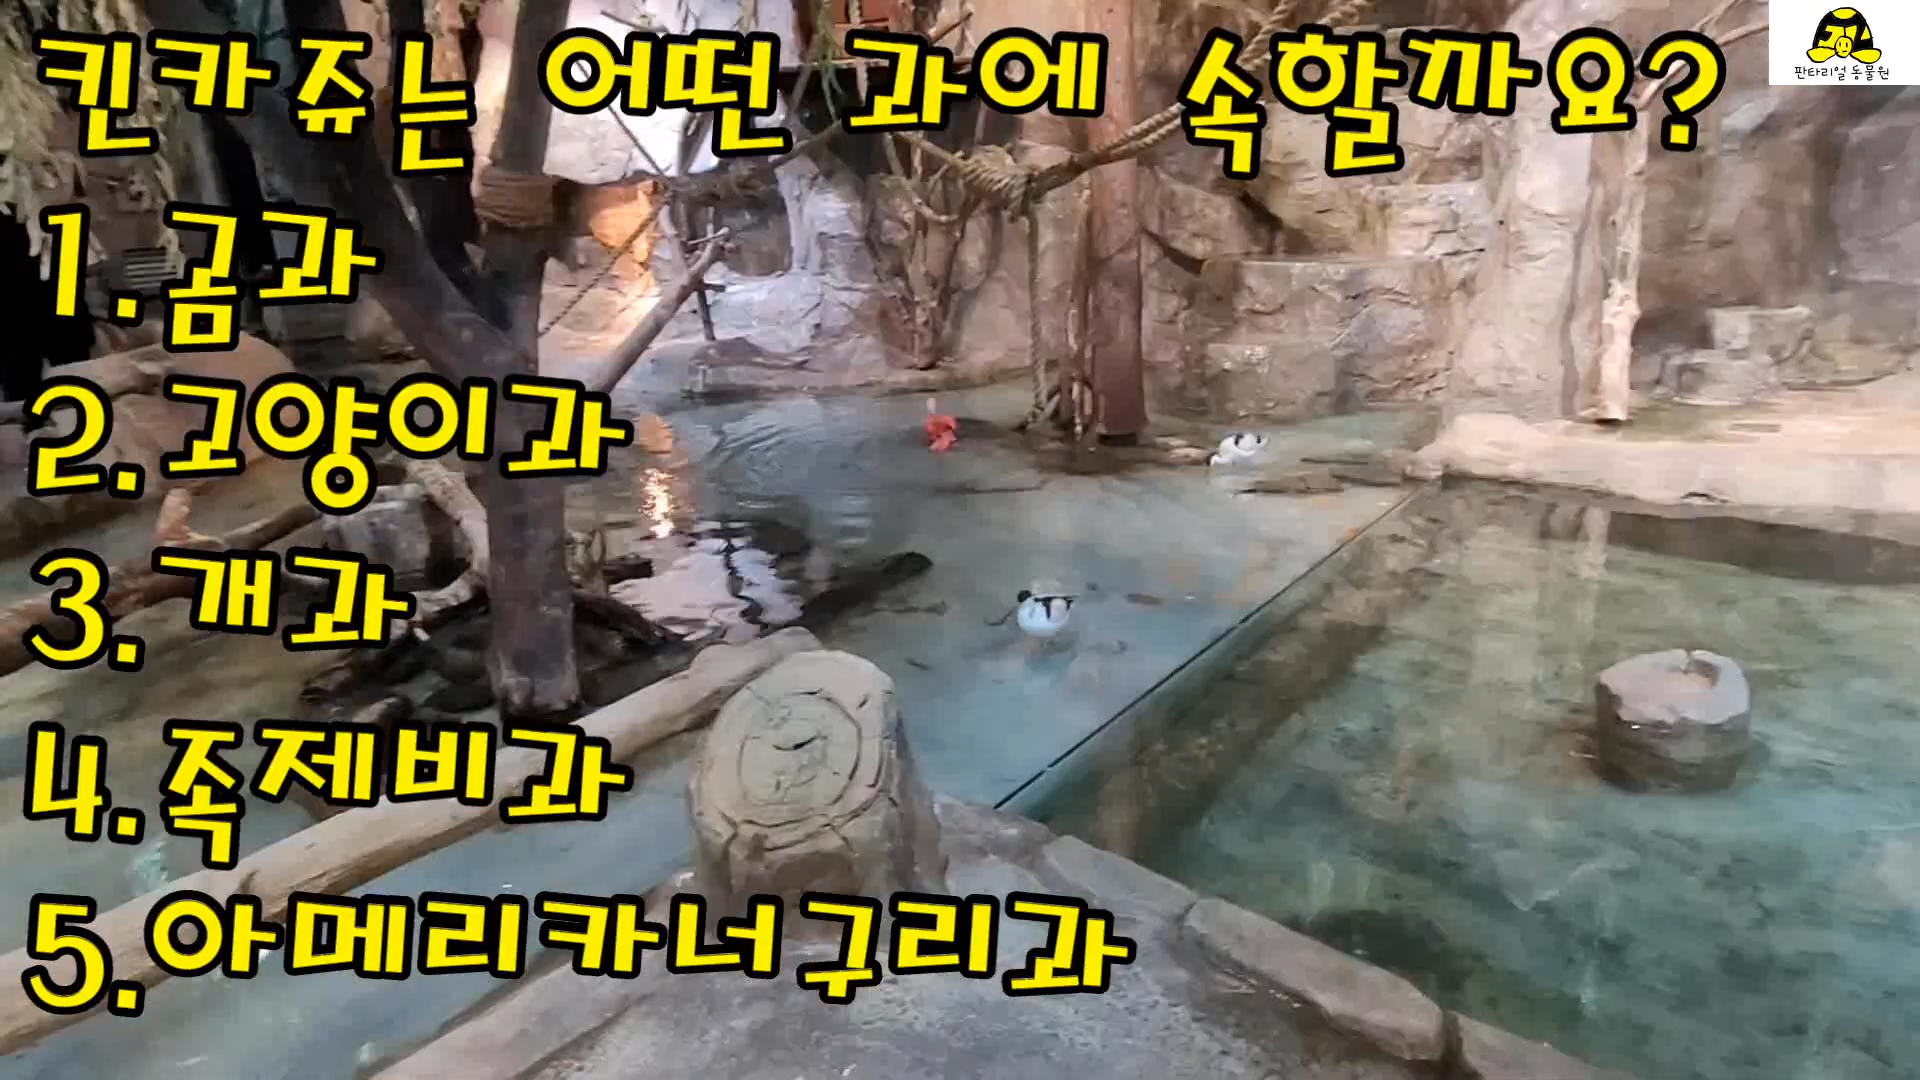 킨카쥬는 어떤 과에 속할까요?
판타리얼 동물원
1.곰과
2.고양이과
3.개과
4.족제비과
5.아메리카너구리과